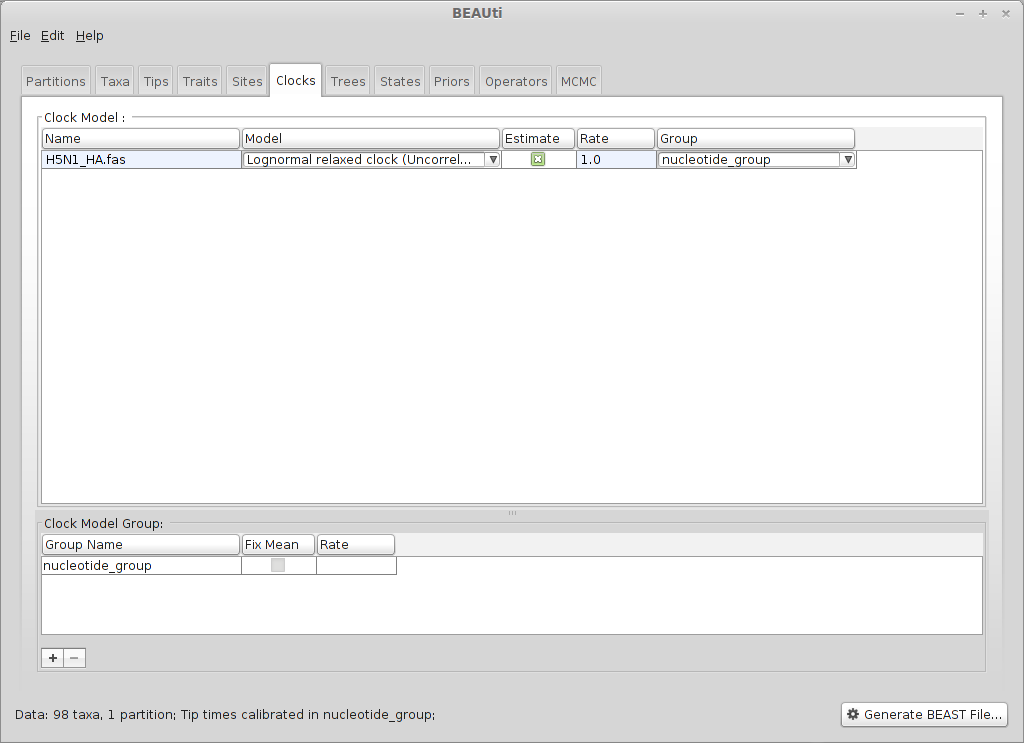 BEAUti
File Edit Help
Partitions Taxa Tips Traits Sites Clocks Trees States Priors Operators MCMC
Clock Model :
Name Model Estimate Rate Group
H5N1_HA.fas Lognormal relaxed clock (Uncorrel... 1.0 nucleotide_group
Clock Model Group:
Group Name Fix Mean Rate
nucleotide_group
Data: 98 taxa, 1 partition; Tip times calibrated in nucleotide_group;
Generate BEAST File...